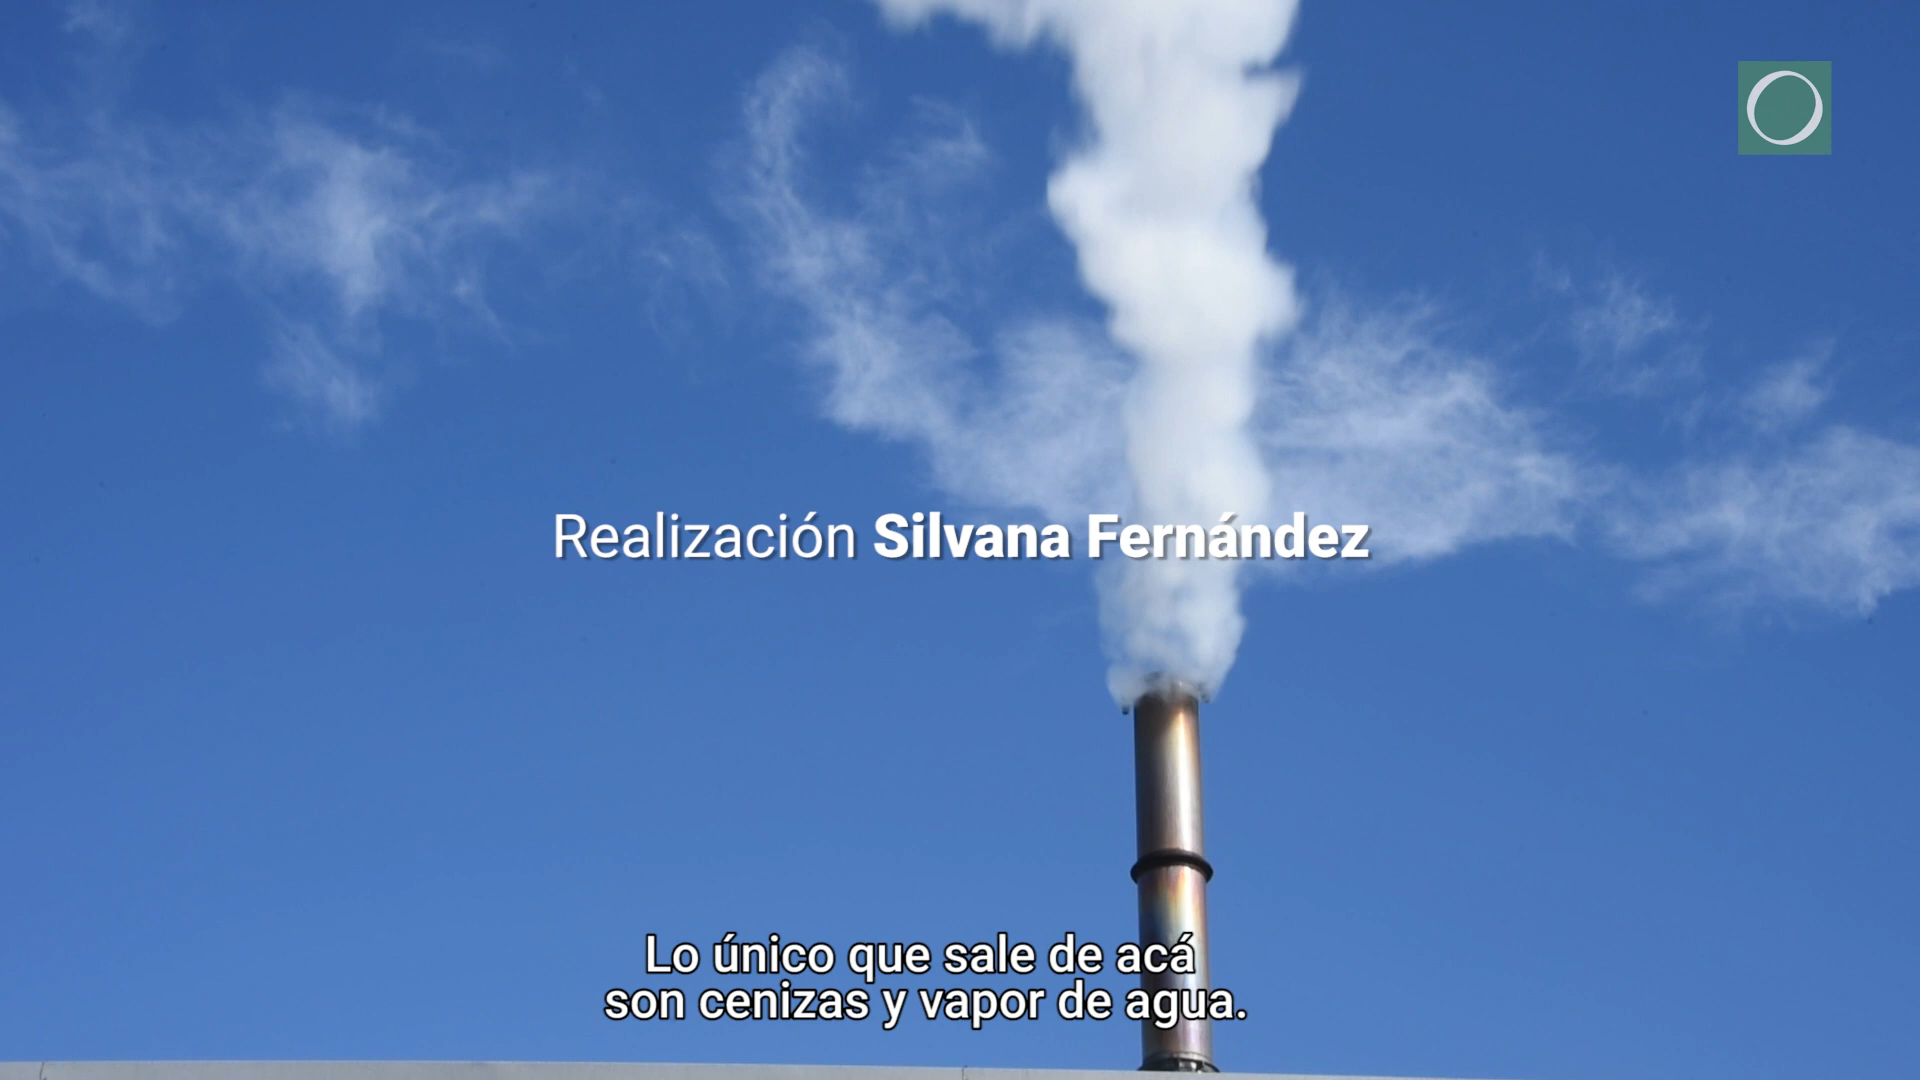 Realización Silvana Fernández
Lo único que sale de acá
son cenizas y vapor de agua.